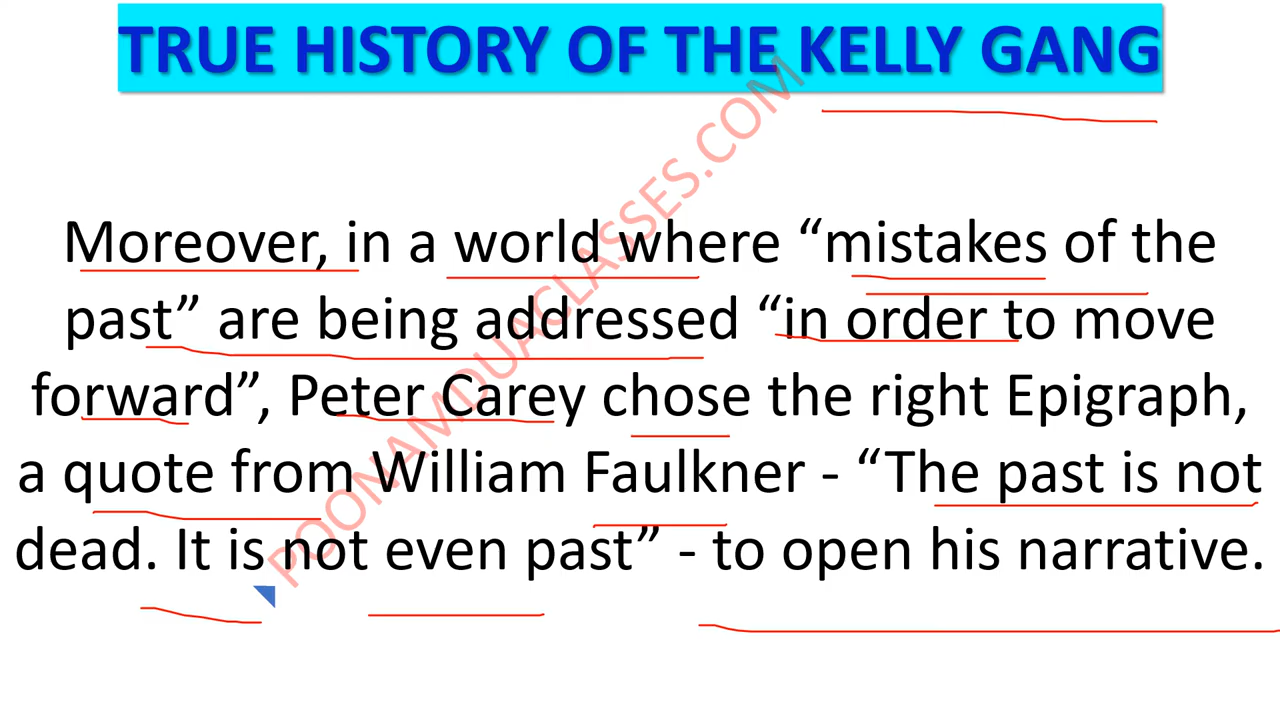 TRUE HISTORY OF THE KELLY GANG
Moreover, in a world where “mistakes of the
past” are being addressed “in order to move
forward”, Peter Carey chose the right Epigraph,
a quote from William Faulkner - “The past is not
dead. It is not even past” - to open his narrative.
POONAMDUACLASSES.COM